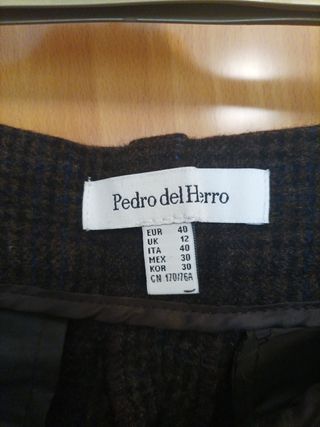 Pedro del Hierro
EUR 40
UK 12
ITA 40
MEX 30
KOR 30
CN 170/76A